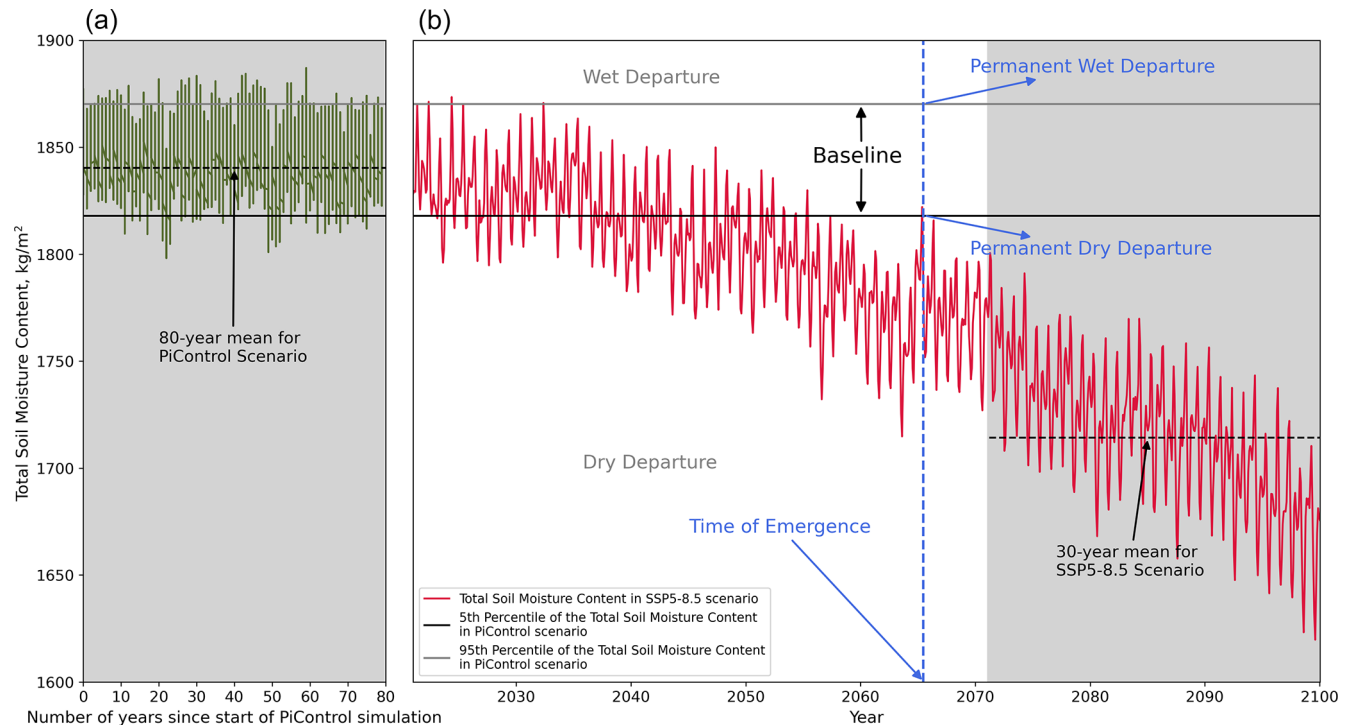 (a)
(b)
Total Soil Moisture Content, kg/m²
1900
1850
1800
1750
1700
1650
1600
0 10 20 30 40 50 60 70 80
Number of years since start of PiControl simulation
80-year mean for
PiControl Scenario
Wet Departure
Permanent Wet Departure
Baseline
Permanent Dry Departure
Dry Departure
Time of Emergence
30-year mean for
SSP5-8.5 Scenario
Total Soil Moisture Content in SSP5-8.5 scenario
5th Percentile of the Total Soil Moisture Content
in PiControl scenario
95th Percentile of the Total Soil Moisture Content
in PiControl scenario
2030 2040 2050 2060 2070 2080 2090 2100
Year